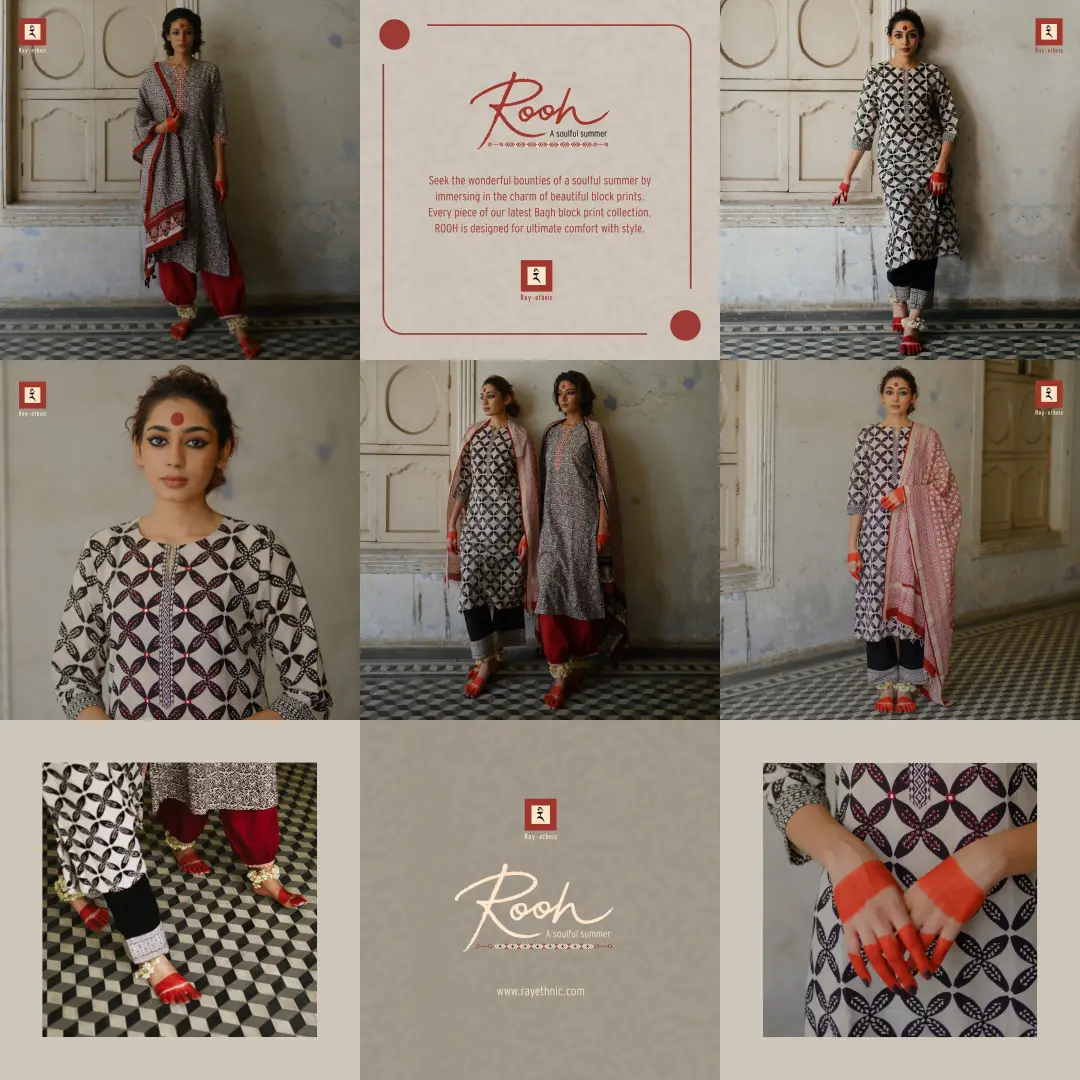 Ray-ethnic
Rooh
A soulful summer
Seek the wonderful bounties of a soulful summer by
immersing in the charm of beautiful block prints.
Every piece of our latest Bagh block print collection,
ROOH is designed for ultimate comfort with style.
Ray-ethnic
Ray-ethnic
Ray-ethnic
Ray-ethnic
Ray-ethnic
Rooh
A soulful summer
www.rayethnic.com